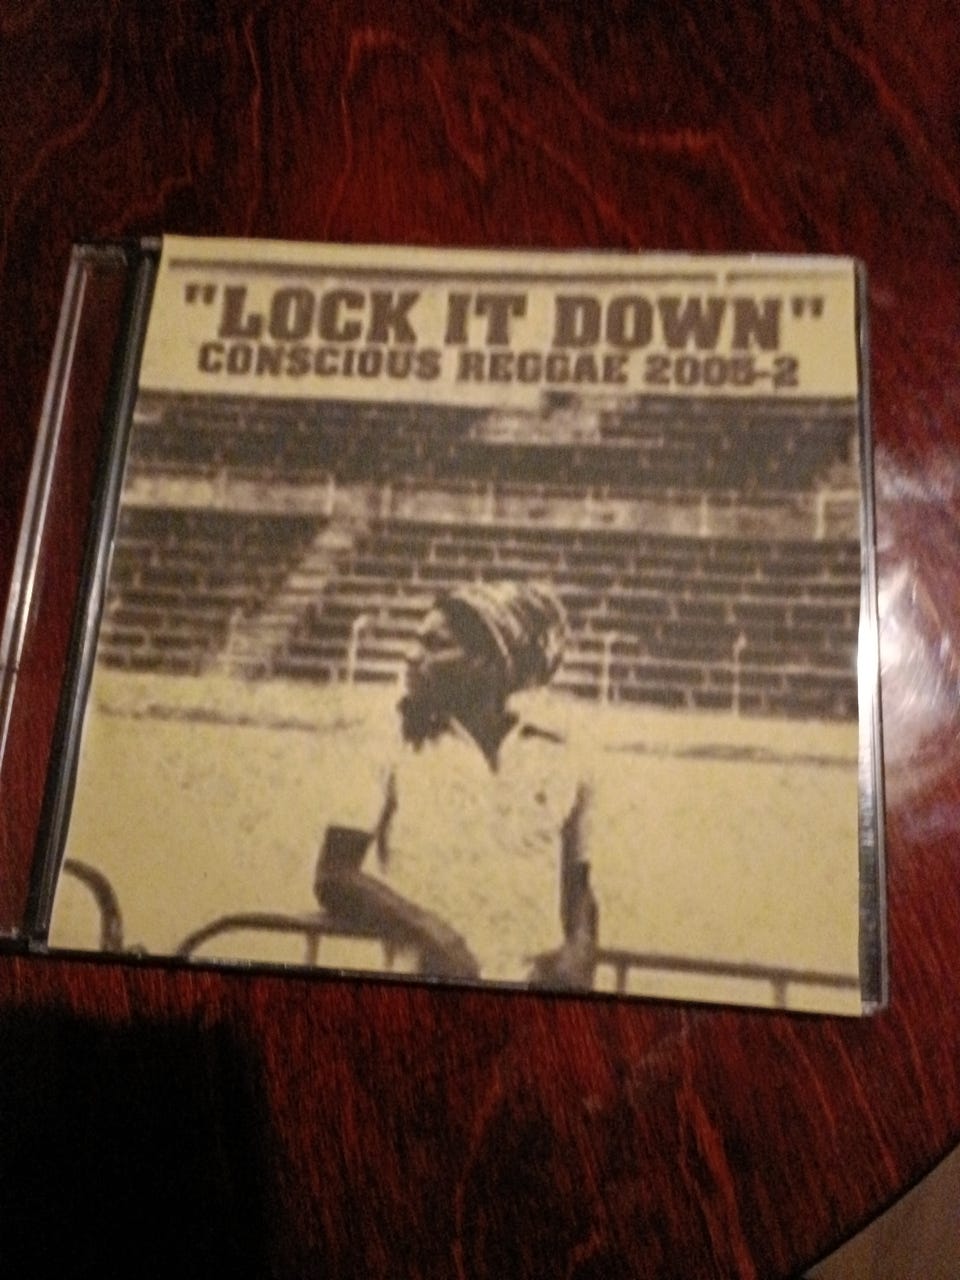 "LOCK IT DOWN"
CONSCIOUS REGGAE 2005-2